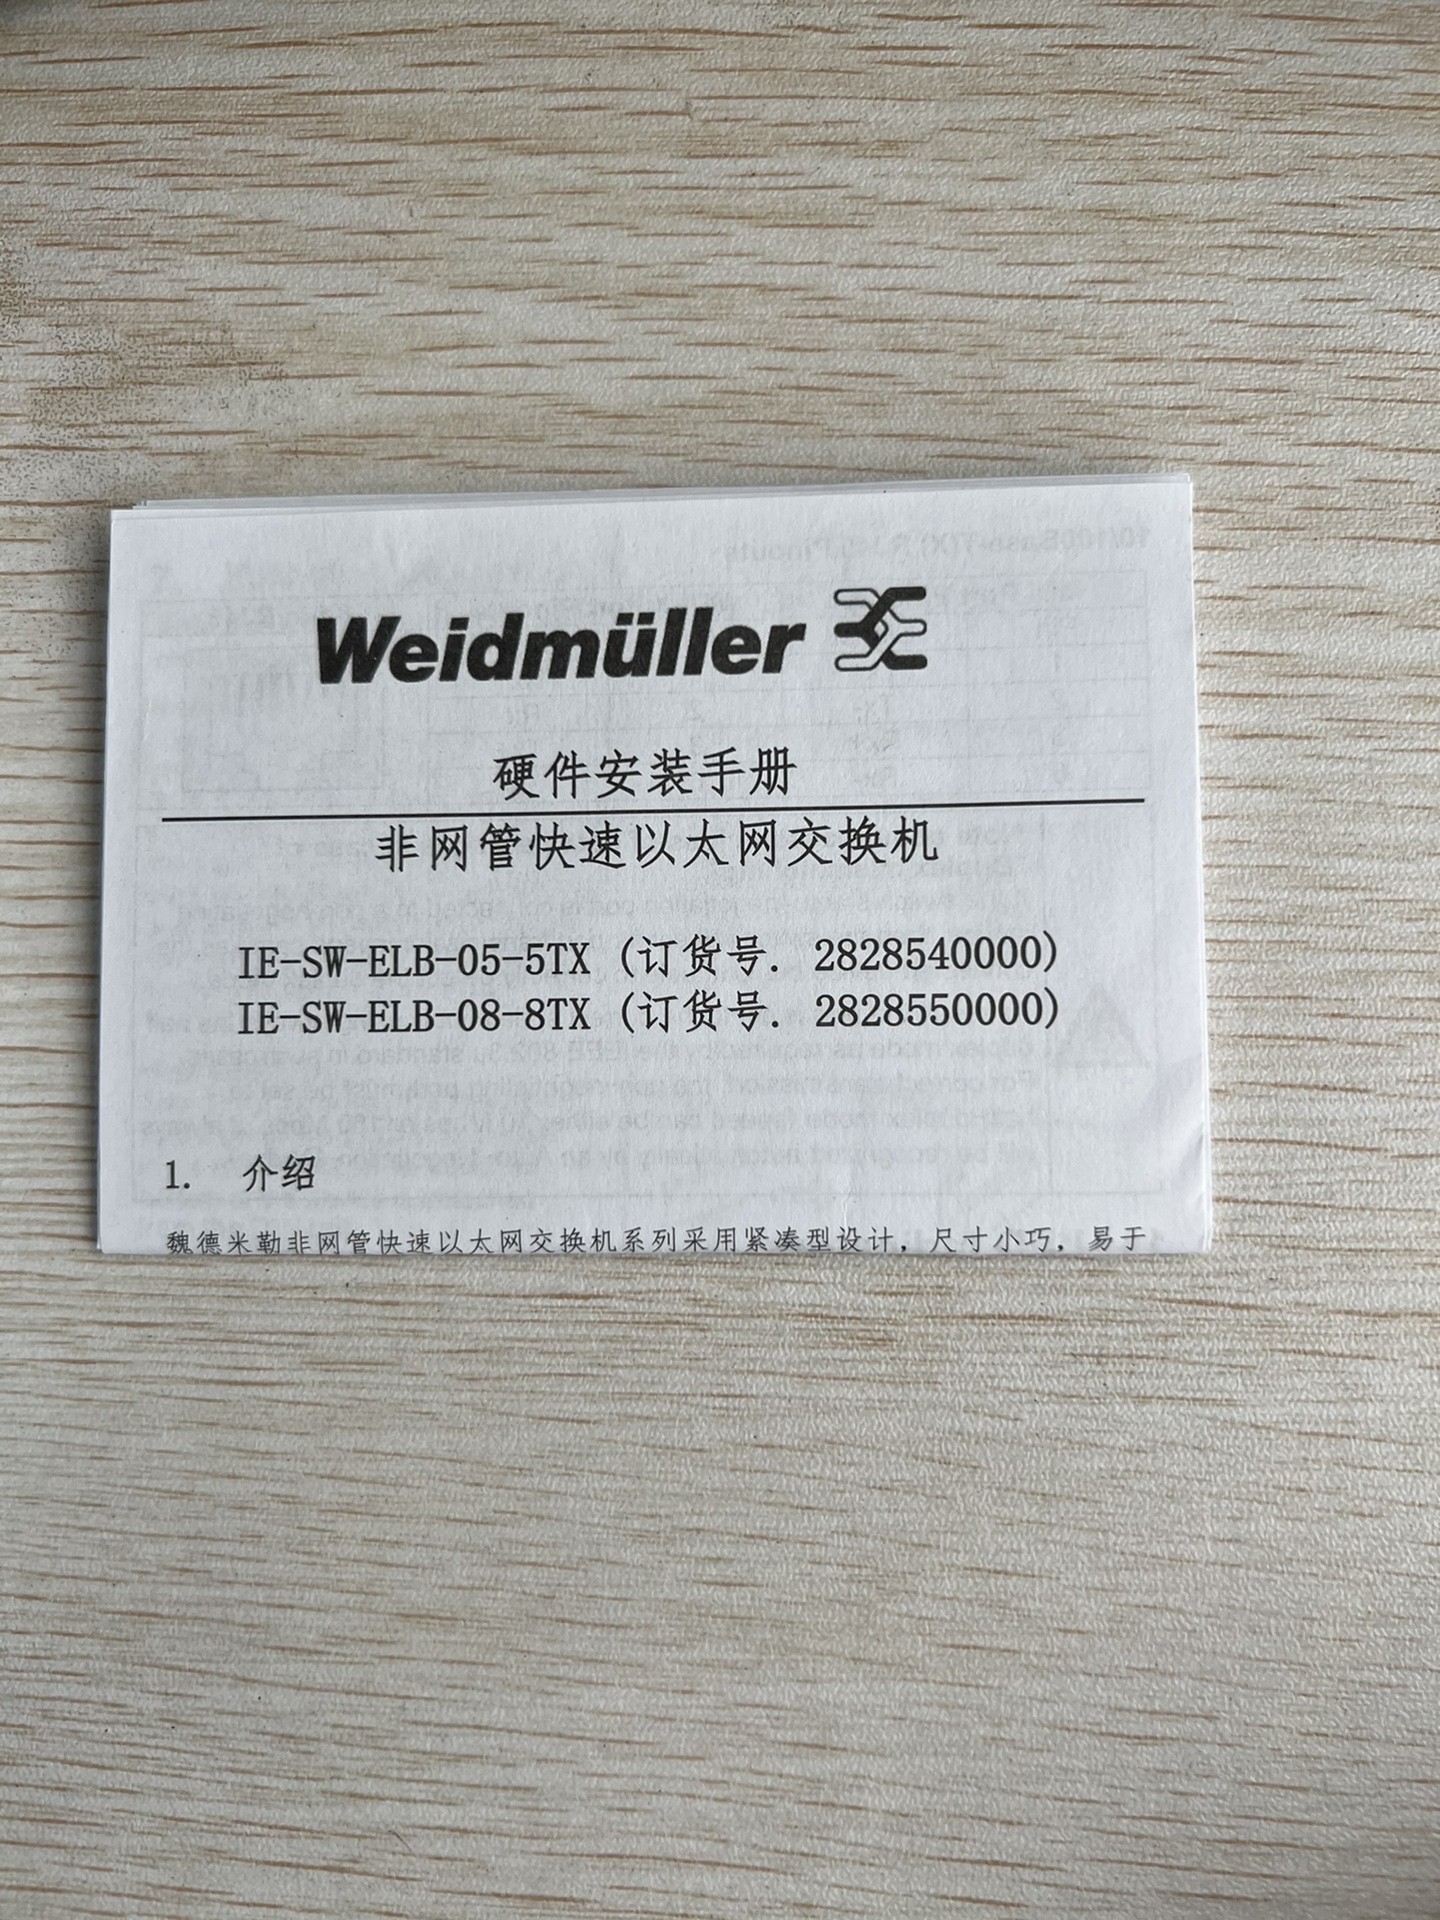 Weidmüller
硬件安装手册
非网管快速以太网交换机
IE-SW-ELB-05-5TX (订货号. 2828540000)
IE-SW-ELB-08-8TX (订货号. 2828550000)
1. 介绍
魏德米勒非网管快速以太网交换机系列采用紧凑型设计，尺寸小巧，易于